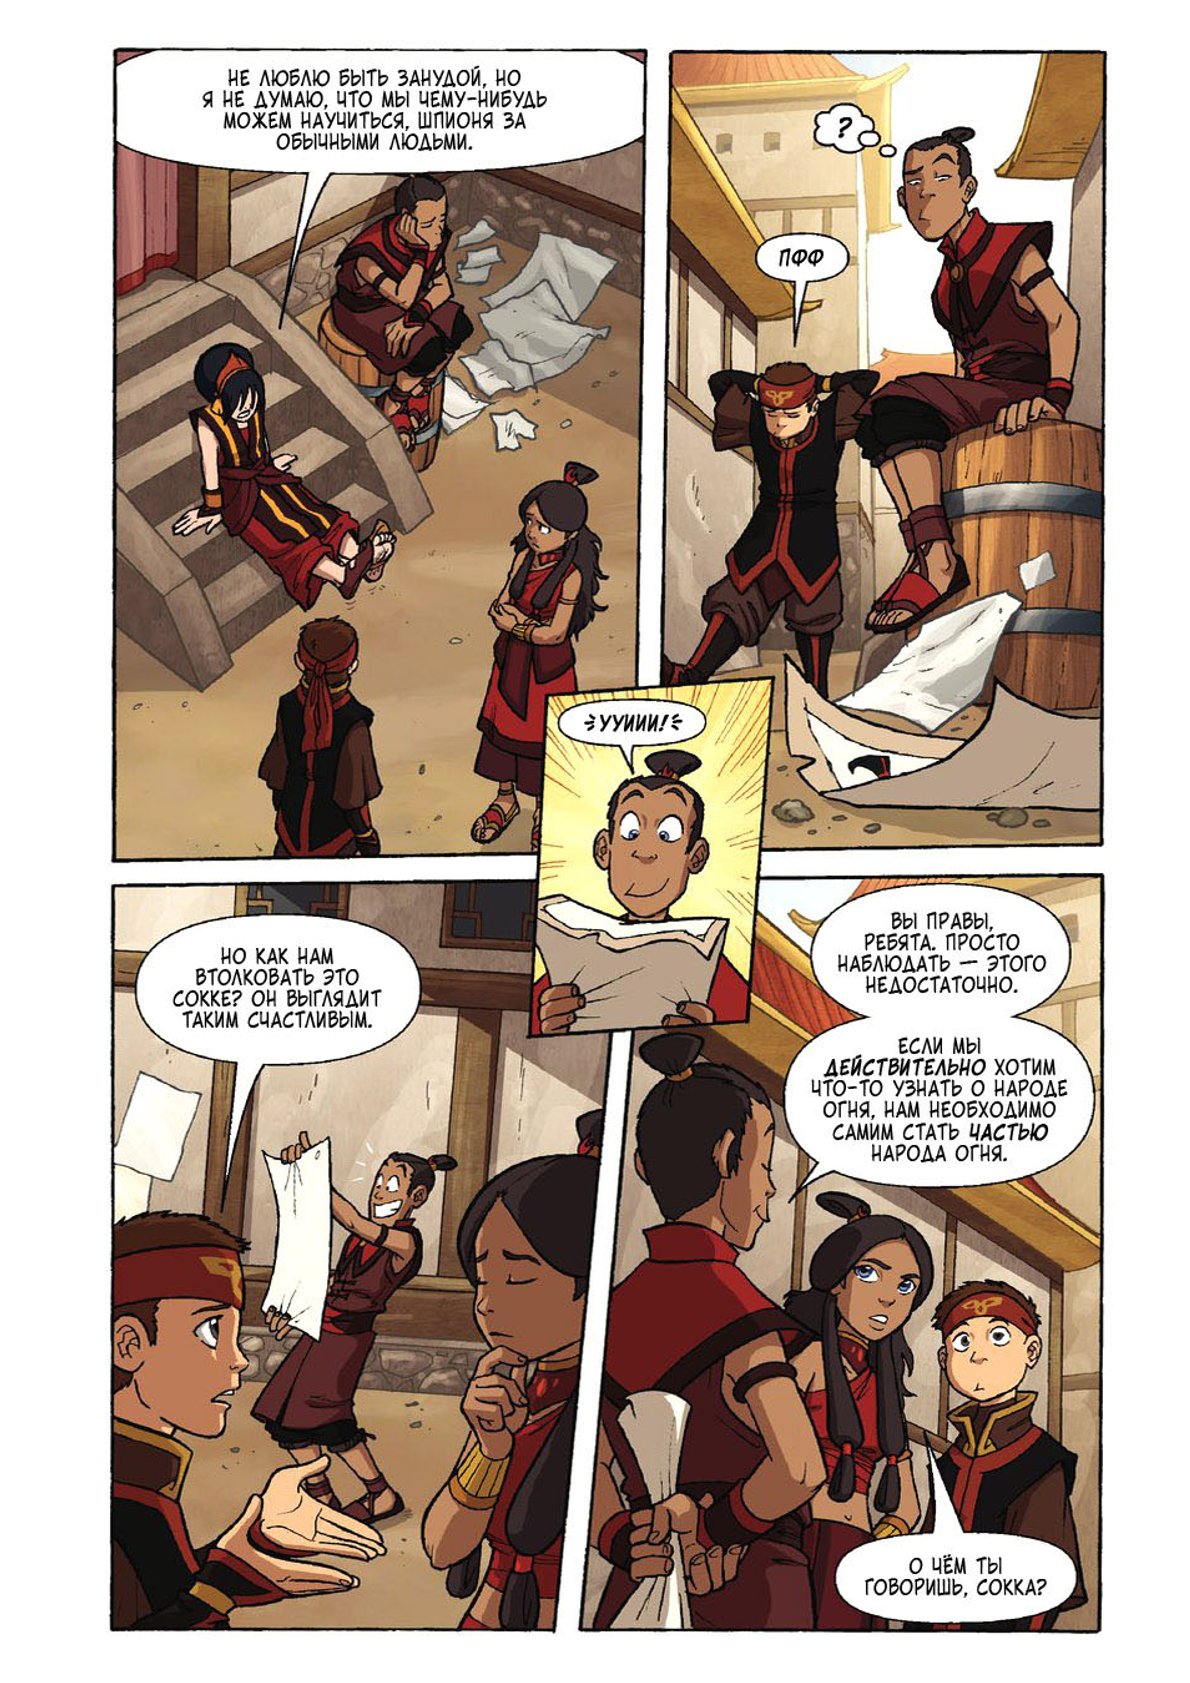 НЕ ЛЮБЛЮ БЫТЬ ЗАНУДОЙ, НО
Я НЕ ДУМАЮ, ЧТО МЫ ЧЕМУ-НИБУДЬ
МОЖЕМ НАУЧИТЬСЯ, ШПИОНЯ ЗА
ОБЫЧНЫМИ ЛЮДЬМИ.
?
ПФФ
УУИИИ!
НО КАК НАМ
ВТОЛКОВАТЬ ЭТО
СОККЕ? ОН ВЫГЛЯДИТ
ТАКИМ СЧАСТЛИВЫМ.
ВЫ ПРАВЫ,
РЕБЯТА. ПРОСТО
НАБЛЮДАТЬ — ЭТОГО
НЕДОСТАТОЧНО.
ЕСЛИ МЫ
ДЕЙСТВИТЕЛЬНО ХОТИМ
ЧТО-ТО УЗНАТЬ О НАРОДЕ
ОГНЯ, НАМ НЕОБХОДИМО
САМИМ СТАТЬ ЧАСТЬЮ
НАРОДА ОГНЯ.
О ЧЁМ ТЫ
ГОВОРИШЬ, СОККА?